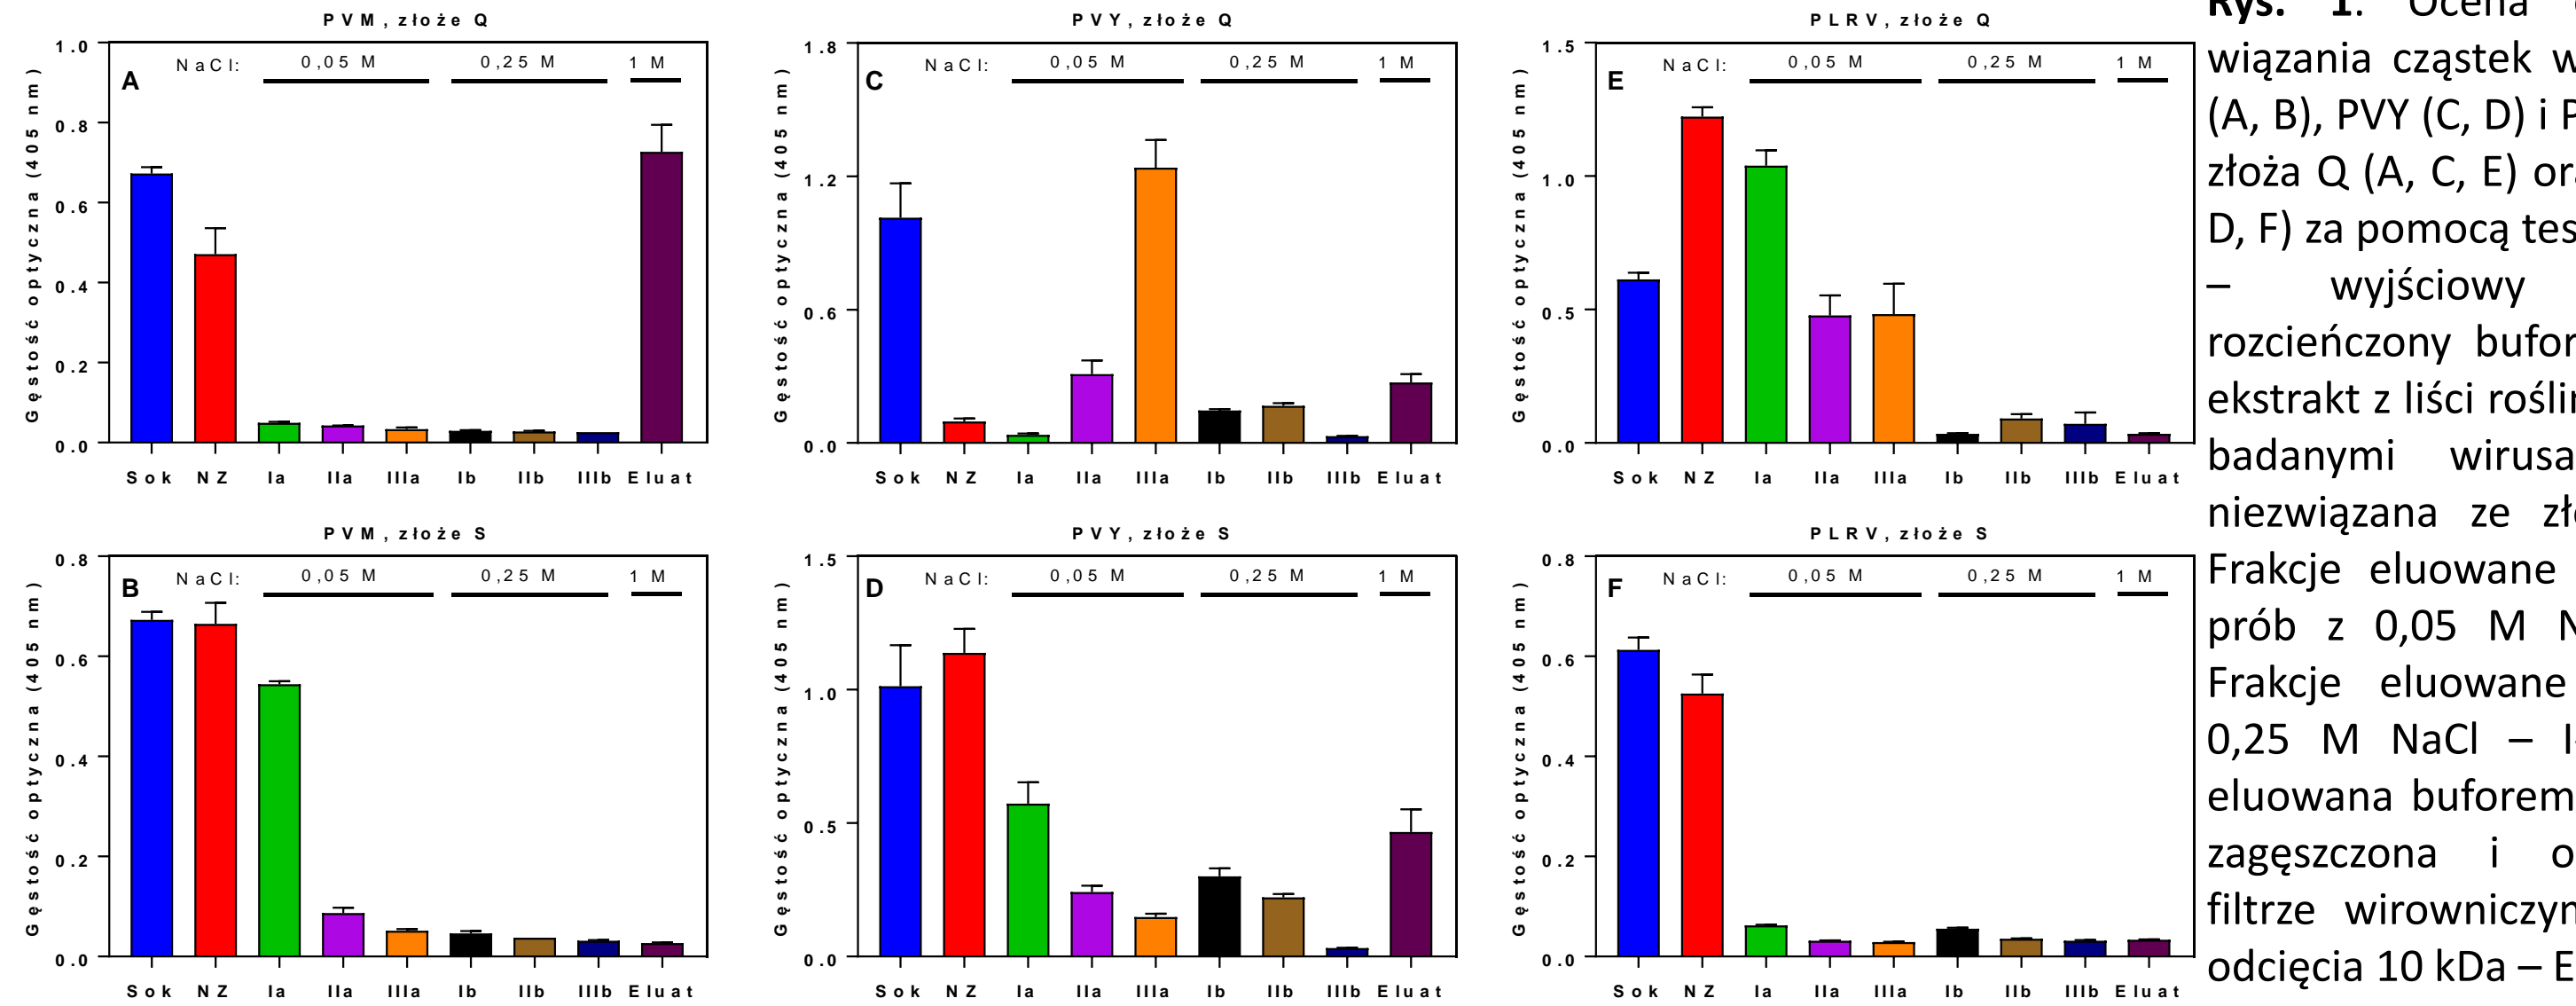 PVM, złoże Q
Gęstość optyczna (405 nm)
1.0
0.8
0.6
0.4
0.2
0.0
A
NaCl: 0,05 M 0,25 M 1 M
Sok NZ Ia IIa IIIa Ib IIb IIIb Eluat
PVY, złoże Q
Gęstość optyczna (405 nm)
1.8
1.2
0.6
0.0
C
NaCl: 0,05 M 0,25 M 1 M
Sok NZ Ia IIa IIIa Ib IIb IIIb Eluat
PLRV, złoże Q
Gęstość optyczna (405 nm)
1.5
1.0
0.5
0.0
E
NaCl: 0,05 M 0,25 M 1 M
Sok NZ Ia IIa IIIa Ib IIb IIIb Eluat
PVM, złoże S
Gęstość optyczna (405 nm)
0.8
0.6
0.4
0.2
0.0
B
NaCl: 0,05 M 0,25 M 1 M
Sok NZ Ia IIa IIIa Ib IIb IIIb Eluat
PVY, złoże S
Gęstość optyczna (405 nm)
1.5
1.0
0.5
0.0
D
NaCl: 0,05 M 0,25 M 1 M
Sok NZ Ia IIa IIIa Ib IIb IIIb Eluat
PLRV, złoże S
Gęstość optyczna (405 nm)
0.8
0.6
0.4
0.2
0.0
F
NaCl: 0,05 M 0,25 M 1 M
Sok NZ Ia IIa IIIa Ib IIb IIIb Eluat
Rys. 1. Ocena
wiązania cząstek
(A, B), PVY (C, D) i
złoża Q (A, C, E)
D, F) za pomocą
– wyjściowy
rozcieńczony
ekstrakt z liści
badanymi
niezwiązana ze
Frakcje eluowane
prób z 0,05 M
Frakcje eluowane
0,25 M NaCl –
eluowana buforem
zagęszczona i
filtrze
odcięcia 10 kDa –